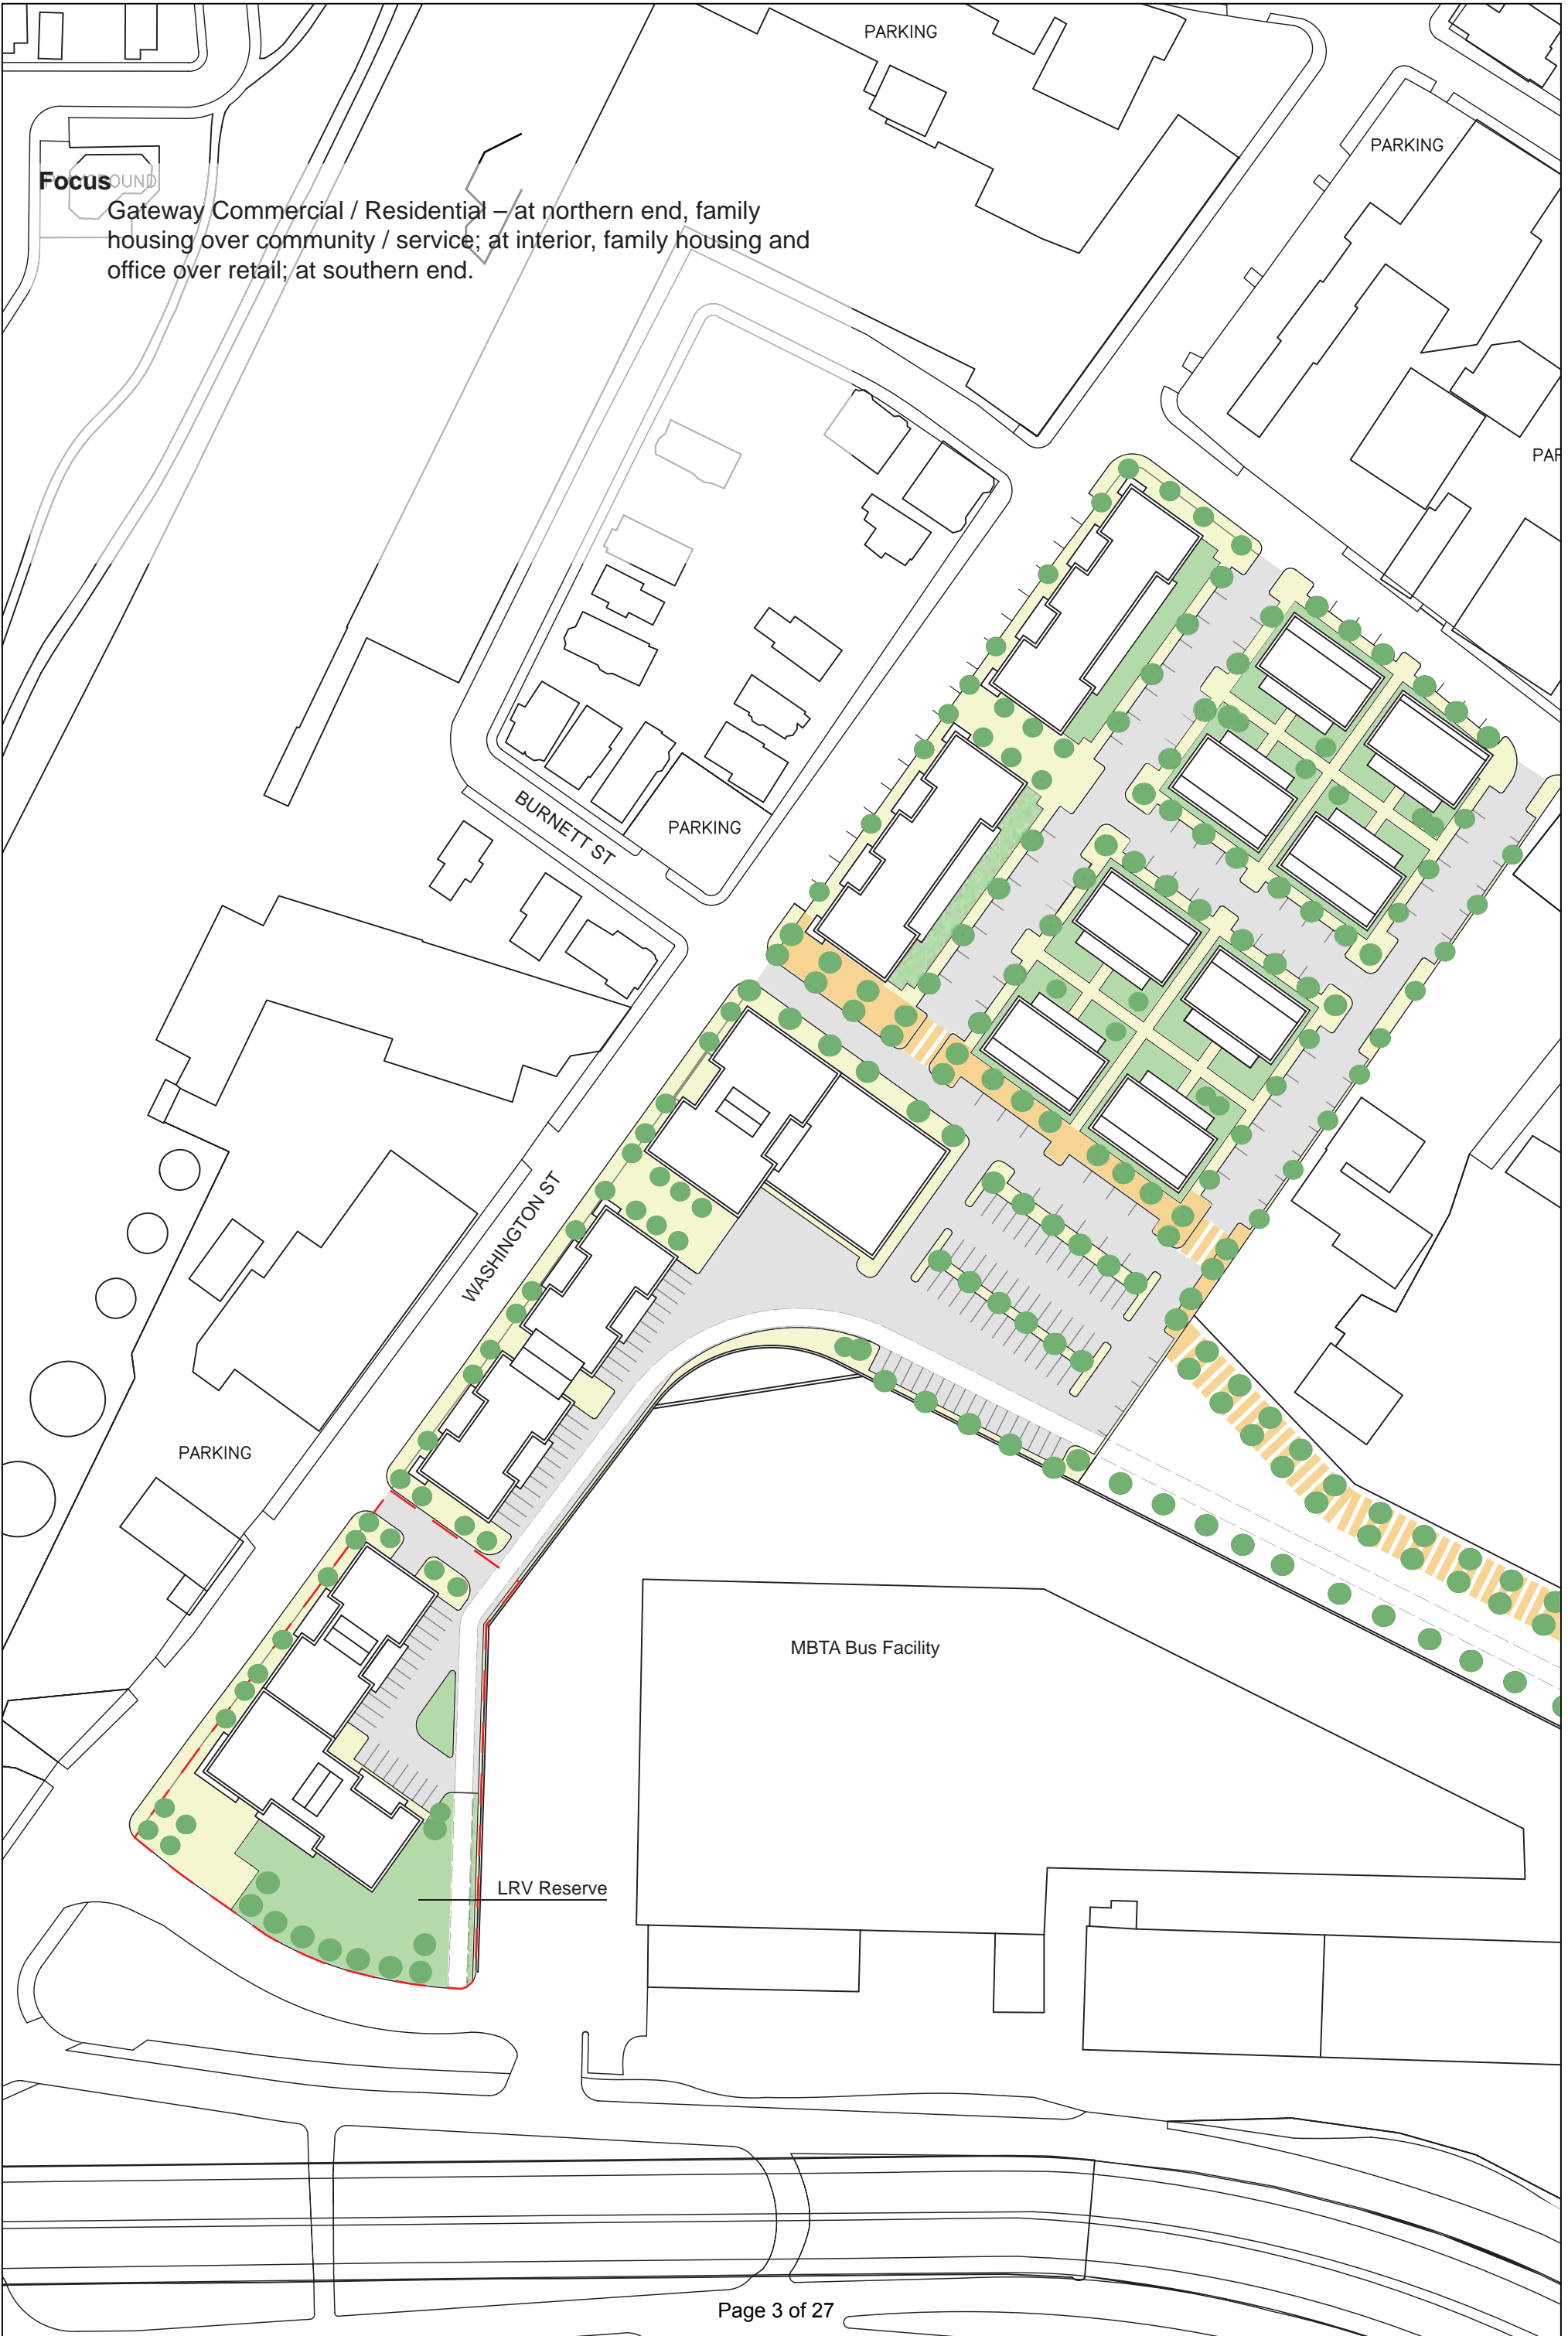 PARKING
PARKING
Focus
Gateway Commercial / Residential – at northern end, family
housing over community / service; at interior, family housing and
office over retail; at southern end.
BURNETT ST
PARKING
WASHINGTON ST
PARKING
MBTA Bus Facility
LRV Reserve
Page 3 of 27